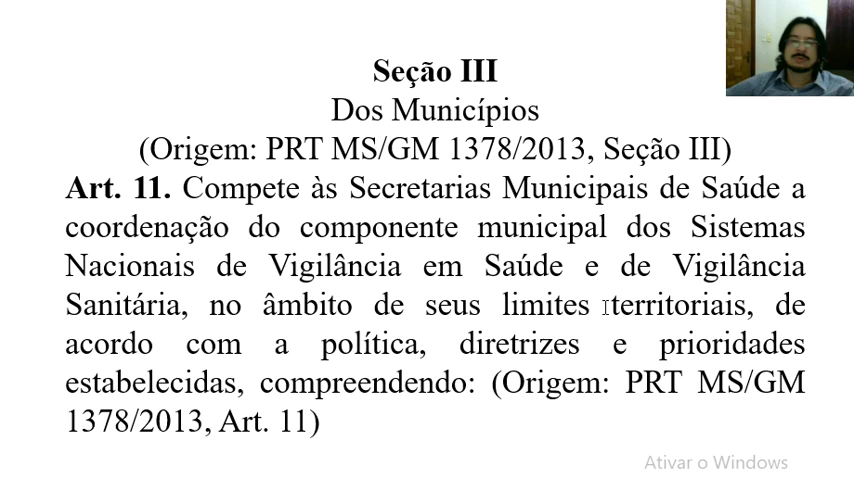 Seção III
Dos Municípios
(Origem: PRT MS/GM 1378/2013, Seção III)
Art. 11. Compete às Secretarias Municipais de Saúde a
coordenação do componente municipal dos Sistemas
Nacionais de Vigilância em Saúde e de Vigilância
Sanitária, no âmbito de seus limites territoriais, de
acordo com a política, diretrizes e prioridades
estabelecidas, compreendendo: (Origem: PRT MS/GM
1378/2013, Art. 11)
Ativar o Windows